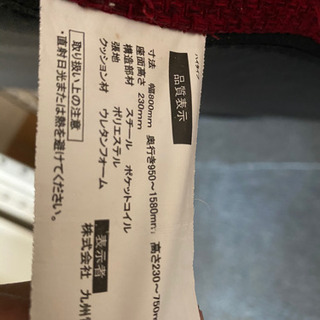 品質表示
寸法 幅800mm 奥行き950〜1580mm 高さ230〜750mm
座面高さ 230mm
構造部材 スチール ポケットコイル
張地 ポリエステル
クッション材 ウレタンフォーム
取り扱い上の注意
・直射日光または熱を避けてください。
表示者
株式会社 九州